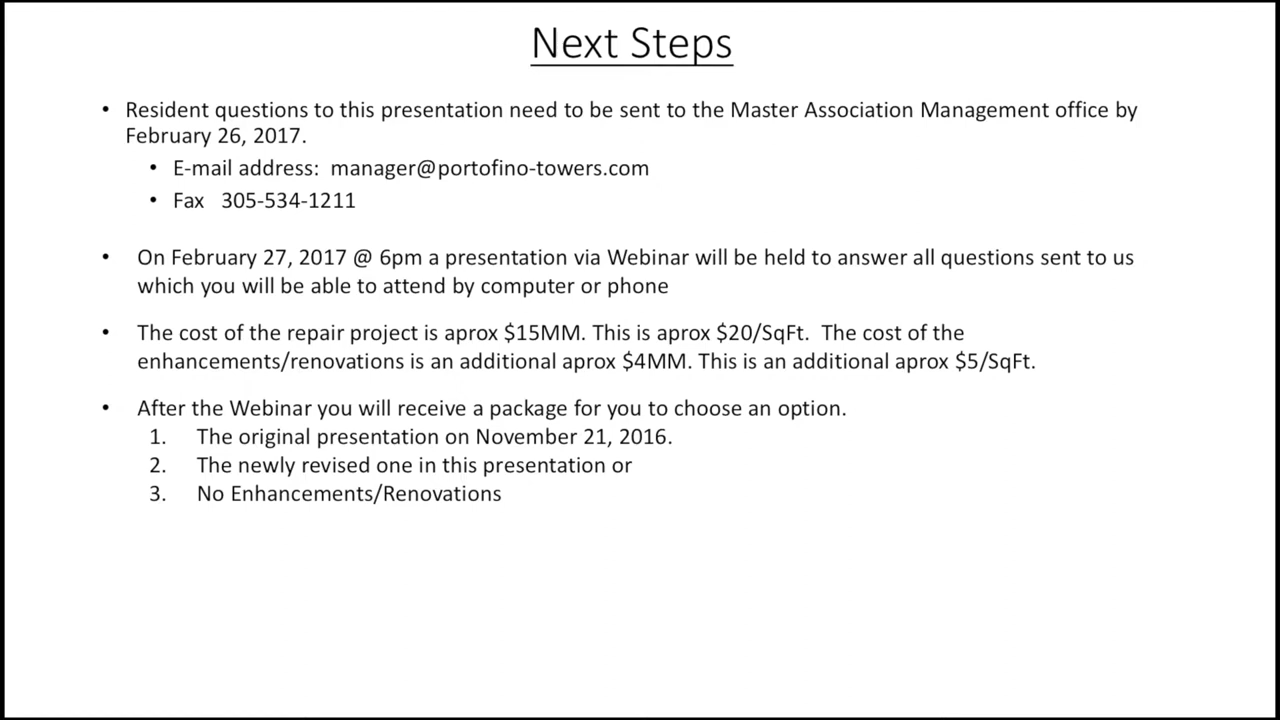 Next Steps
• Resident questions to this presentation need to be sent to the Master Association Management office by
February 26, 2017.
• E-mail address:  manager@portofino-towers.com
• Fax   305-534-1211
• On February 27, 2017 @ 6pm a presentation via Webinar will be held to answer all questions sent to us
which you will be able to attend by computer or phone
• The cost of the repair project is aprox $15MM. This is aprox $20/SqFt.  The cost of the
enhancements/renovations is an additional aprox $4MM. This is an additional aprox $5/SqFt.
• After the Webinar you will receive a package for you to choose an option.
1. The original presentation on November 21, 2016.
2. The newly revised one in this presentation or
3. No Enhancements/Renovations